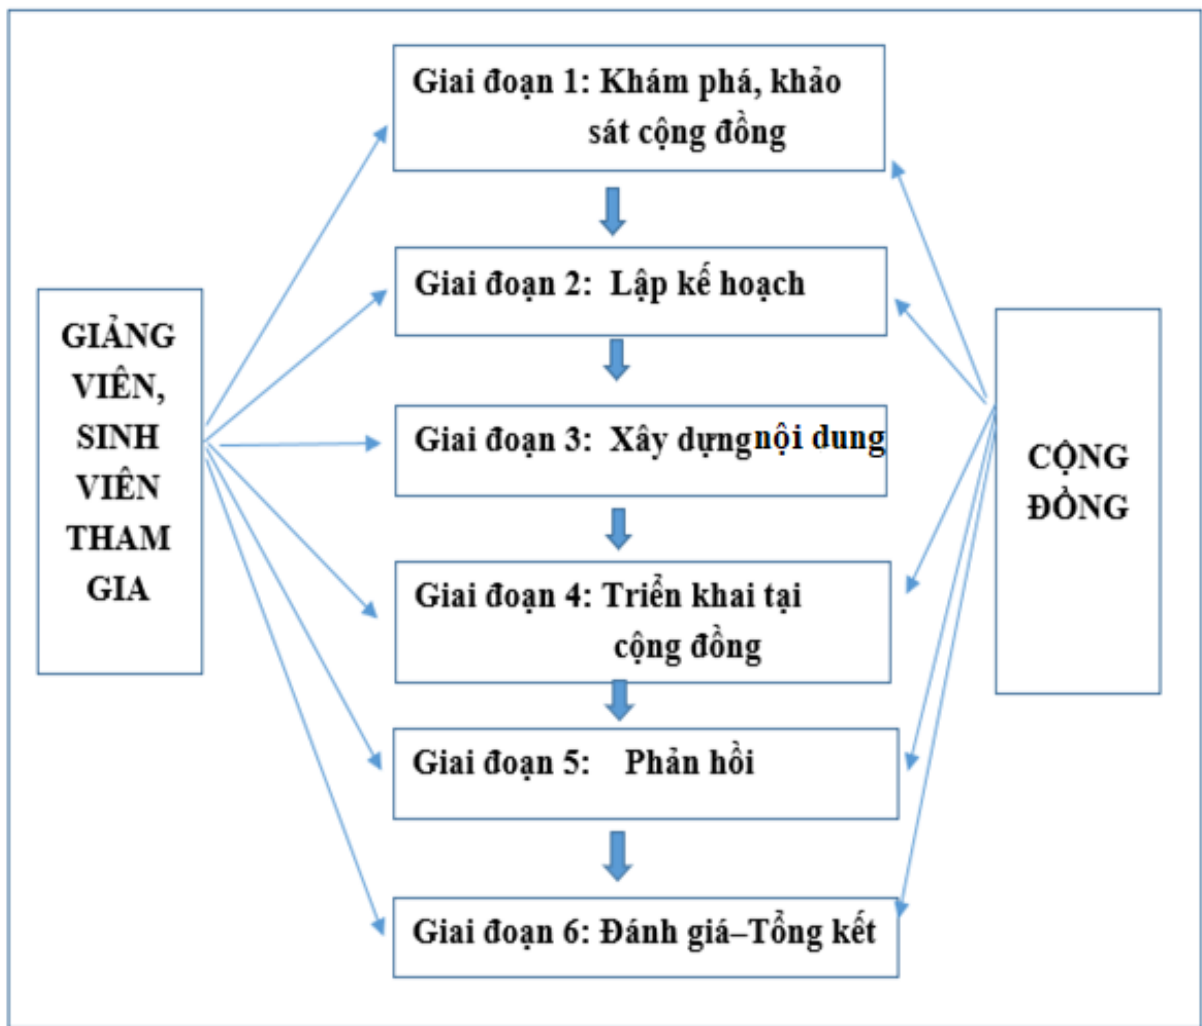 Giai đoạn 1: Khám phá, khảo
sát cộng đồng
Giai đoạn 2: Lập kế hoạch
GIẢNG
VIÊN,
SINH
VIÊN
THAM
GIA
Giai đoạn 3: Xây dựng nội dung
CỘNG
ĐỒNG
Giai đoạn 4: Triển khai tại
cộng đồng
Giai đoạn 5: Phản hồi
Giai đoạn 6: Đánh giá–Tổng kết